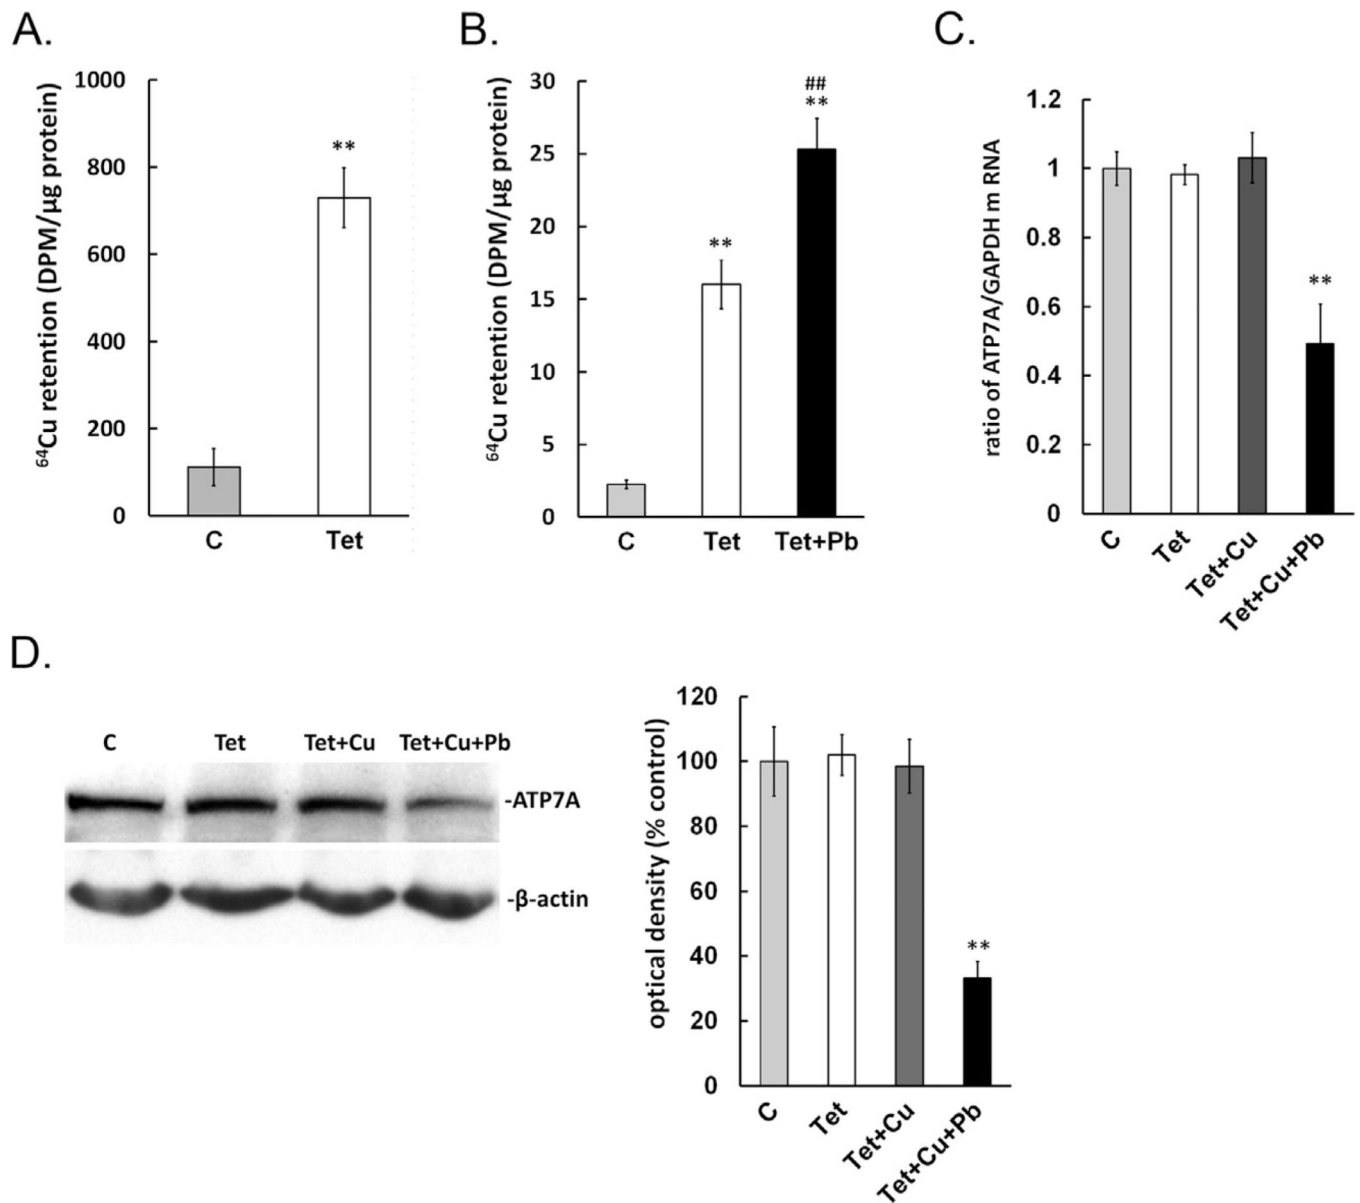 A.
⁶⁴Cu retention (DPM/µg protein)
1000
800
600
400
200
0
**
C Tet
B.
⁶⁴Cu retention (DPM/µg protein)
30
25
20
15
10
5
0
**
##
**
C Tet Tet+Pb
C.
ratio of ATP7A/GAPDH m RNA
1.2
1
0.8
0.6
0.4
0.2
0
**
C
Tet
Tet+Cu
Tet+Cu+Pb
D.
C Tet Tet+Cu Tet+Cu+Pb
-ATP7A
-β-actin
optical density (% control)
120
100
80
60
40
20
0
**
C
Tet
Tet+Cu
Tet+Cu+Pb